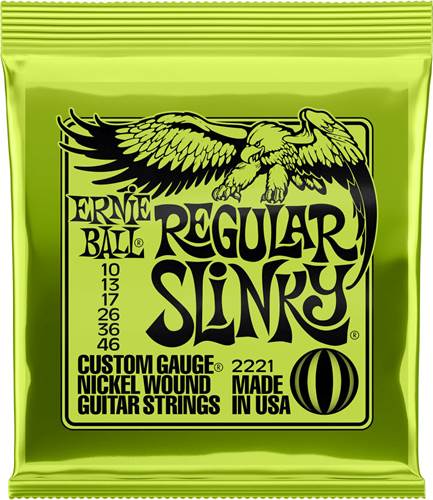 ERNIE BALL®
REGULAR
SLINKY®
10
13
17
26
36
46
CUSTOM GAUGE®
NICKEL WOUND
GUITAR STRINGS
2221
MADE
IN USA